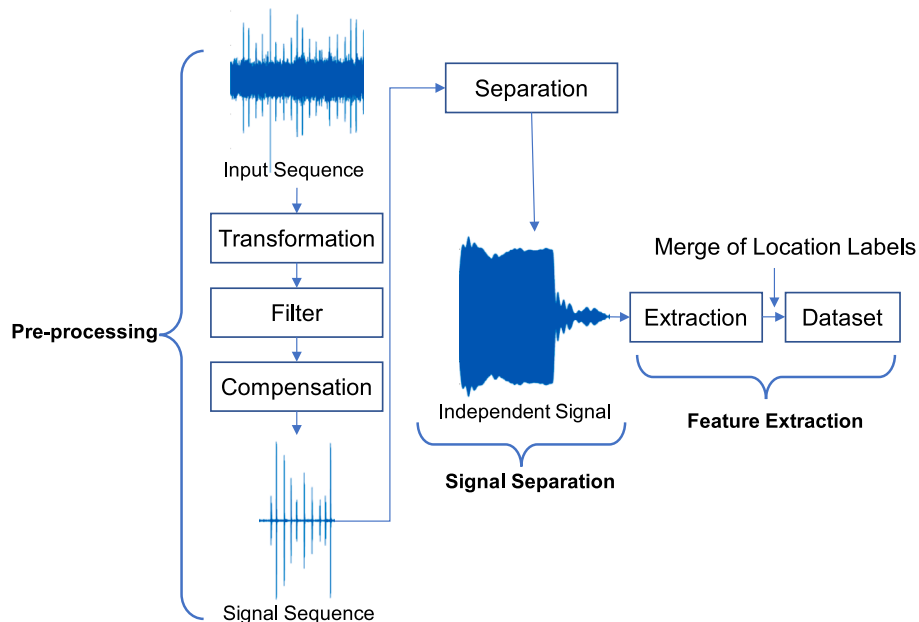 Input Sequence
Transformation
Filter
Compensation
Signal Sequence
Pre-processing
Separation
Independent Signal
Signal Separation
Merge of Location Labels
Extraction
Dataset
Feature Extraction